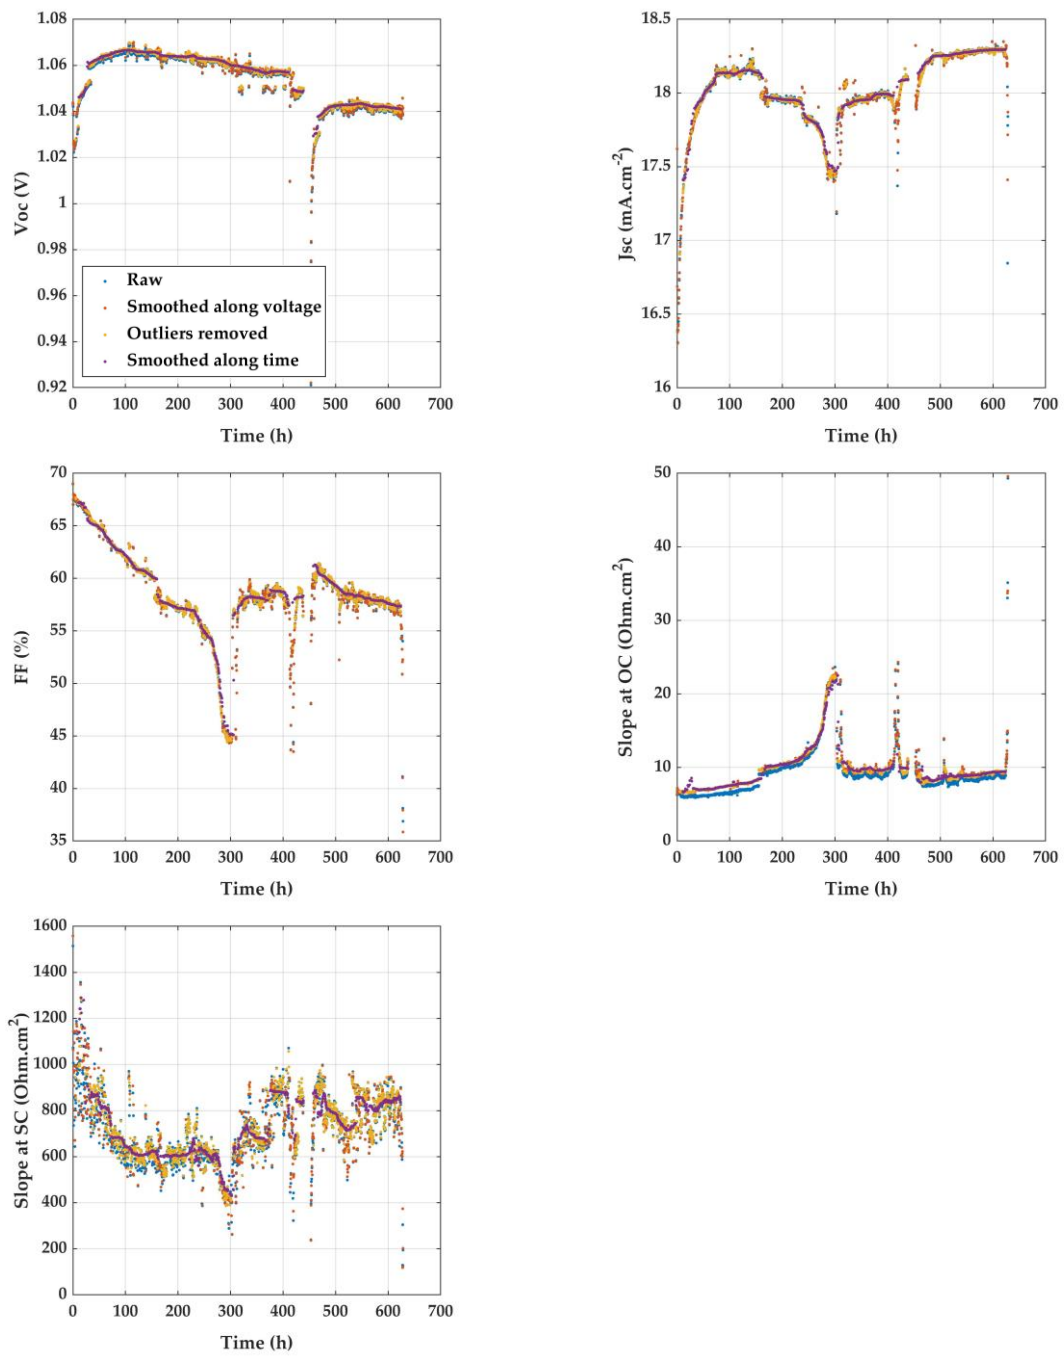 1.08
1.06
1.04
1.02
1
0.98
0.96
0.94
0.92
Voc (V)
Raw
Smoothed along voltage
Outliers removed
Smoothed along time
0 100 200 300 400 500 600 700
Time (h)
18.5
18
17.5
17
16.5
16
Jsc (mA.cm-2)
0 100 200 300 400 500 600 700
Time (h)
70
65
60
55
50
45
40
35
FF (%)
0 100 200 300 400 500 600 700
Time (h)
50
40
30
20
10
0
Slope at OC (Ohm.cm2)
0 100 200 300 400 500 600 700
Time (h)
1600
1400
1200
1000
800
600
400
200
0
Slope at SC (Ohm.cm2)
0 100 200 300 400 500 600 700
Time (h)